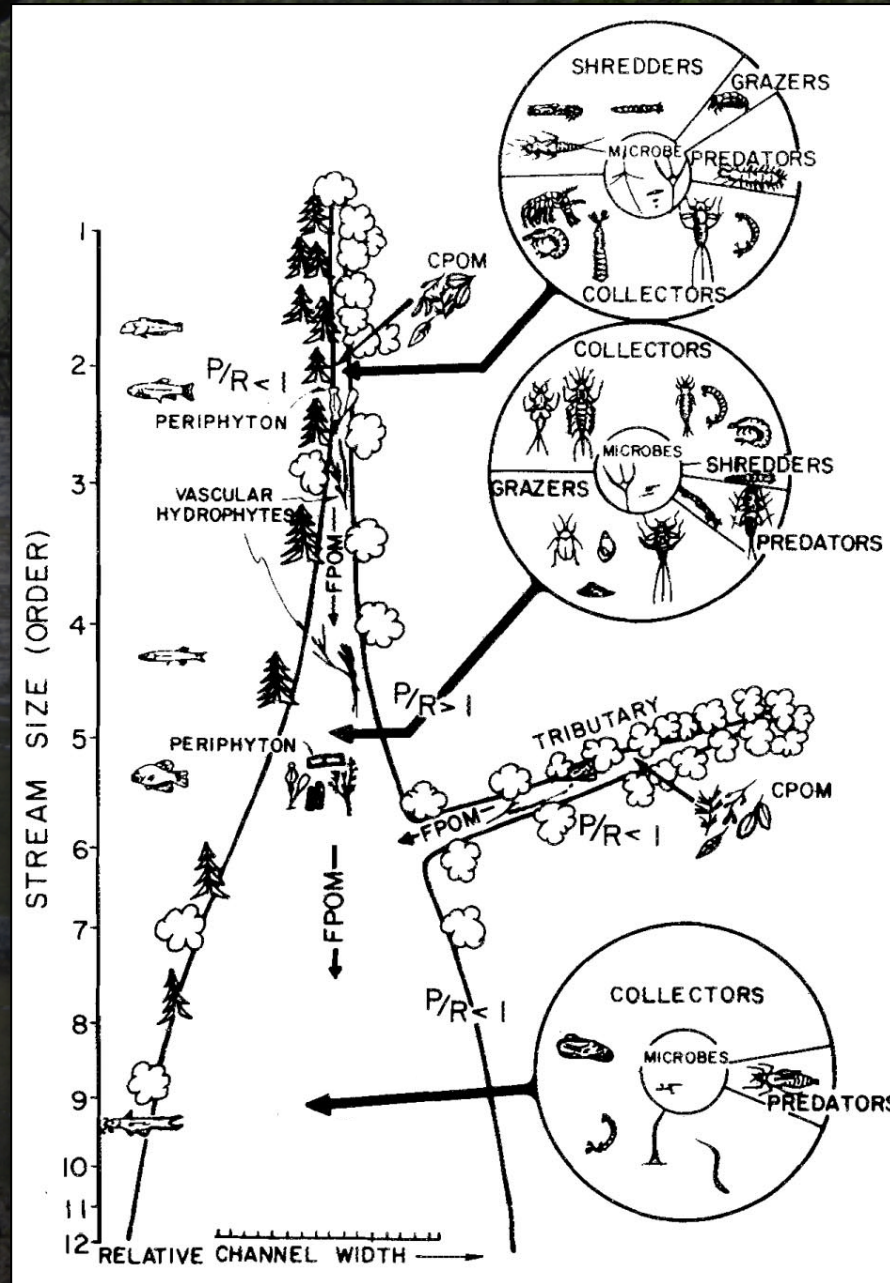 SHREDDERS
GRAZERS
MICROBE
PREDATORS
COLLECTORS
1
CPOM
2
P/R < 1
PERIPHYTON
COLLECTORS
MICROBES
SHREDDERS
GRAZERS
PREDATORS
3
VASCULAR
HYDROPHYTES
FPOM
STREAM SIZE (ORDER)
4
P/R > 1
5
PERIPHYTON
TRIBUTARY
CPOM
FPOM
P/R < 1
6
FPOM
7
P/R < 1
8
COLLECTORS
MICROBES
PREDATORS
9
10
11
12
RELATIVE CHANNEL WIDTH